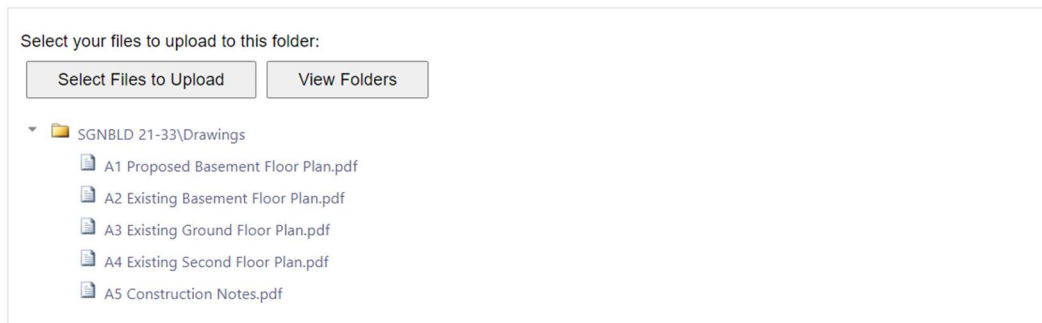 Select your files to upload to this folder:
Select Files to Upload View Folders
SGNBLD 21-33\Drawings
A1 Proposed Basement Floor Plan.pdf
A2 Existing Basement Floor Plan.pdf
A3 Existing Ground Floor Plan.pdf
A4 Existing Second Floor Plan.pdf
A5 Construction Notes.pdf